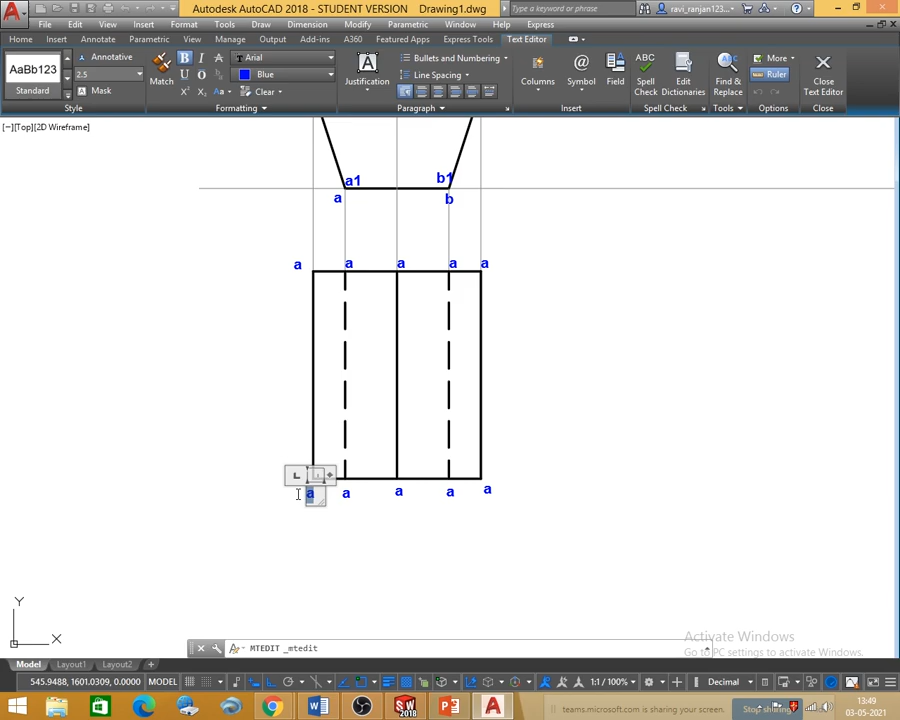 Autodesk AutoCAD 2018 - STUDENT VERSION    Drawing1.dwg
Type a keyword or phrase
ravi_ranjan123...
File Edit View Insert Format Tools Draw Dimension Modify Parametric Window Help Express
Home Insert Annotate Parametric View Manage Output Add-ins A360 Featured Apps Express Tools Text Editor
AaBb123
Standard
Annotative
2.5
Mask
Style
Match
B I A
U O
Aa
Arial
Blue
Clear
Formatting
Justification
Bullets and Numbering
Line Spacing
Paragraph
Columns
Symbol
Field
Insert
ABC
Spell Check
Edit Dictionaries
Spell Check
Find & Replace
Tools
More
Ruler
Options
Close Text Editor
Close
[−][Top][2D Wireframe]
a1 b1
a b
a a a a a
a a a a a
Y
X
Activate Windows
Go to PC settings to activate Windows.
MTEDIT _mtedit
Model Layout1 Layout2 +
545.9488, 1601.0309, 0.0000 MODEL
1:1 / 100%
Decimal
teams.microsoft.com is sharing your screen.
Stop sharing
13:49
03-05-2021